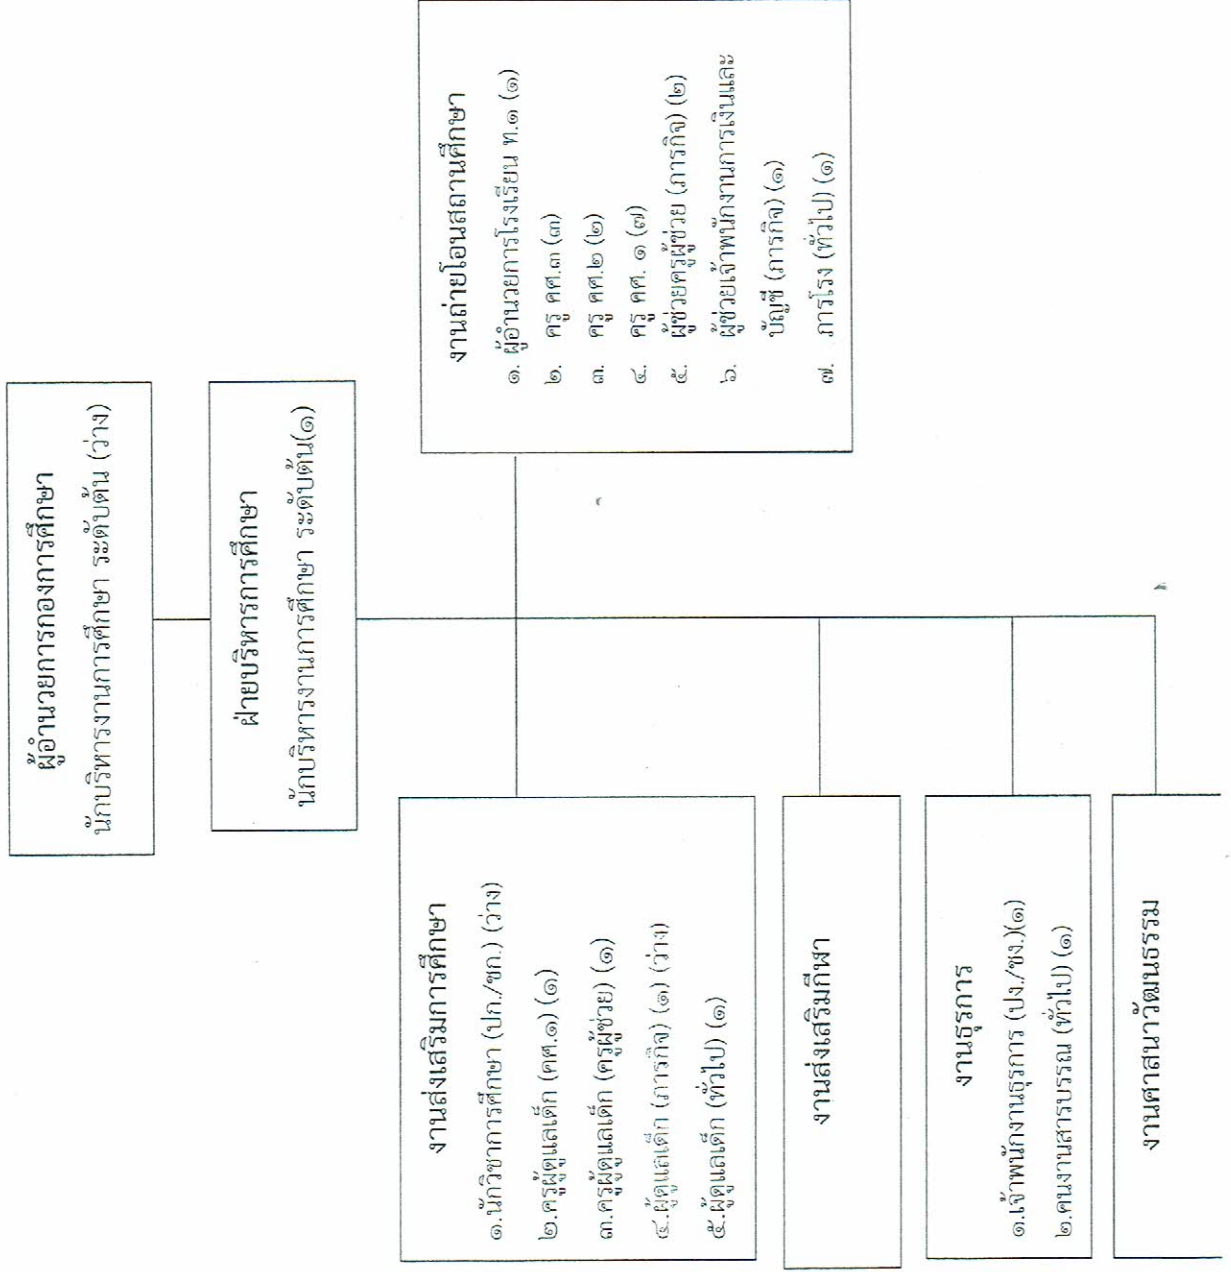 ผู้อำนวยการกองการศึกษา
นักบริหารงานการศึกษา ระดับต้น (ว่าง)
ฝ่ายบริหารการศึกษา
นักบริหารงานการศึกษา ระดับต้น(๑)
งานส่งเสริมการศึกษา
๑.นักวิชาการศึกษา (ปก./ชก.) (ว่าง)
๒.ครูผู้ดูแลเด็ก (คศ.๑) (๑)
๓.ครูผู้ดูแลเด็ก (ครูผู้ช่วย) (๑)
๔.ผู้ดูแลเด็ก (ภารกิจ) (๑) (ว่าง)
๕.ผู้ดูแลเด็ก (ทั่วไป) (๑)
งานถ่ายโอนสถานศึกษา
๑. ผู้อำนวยการโรงเรียน ท.๑ (๑)
๒. ครู คศ.๓ (๓)
๓. ครู คศ.๒ (๒)
๔. ครู คศ. ๑ (๗)
๕. ผู้ช่วยครูผู้ช่วย (ภารกิจ) (๒)
๖. ผู้ช่วยเจ้าพนักงานการเงินและ
บัญชี (ภารกิจ) (๑)
๗. ภารโรง (ทั่วไป) (๑)
งานส่งเสริมกีฬา
งานธุรการ
๑.เจ้าพนักงานธุรการ (ปง./ชง.)(๑)
๒.คนงานสารบรรณ (ทั่วไป) (๑)
งานศาสนาวัฒนธรรม